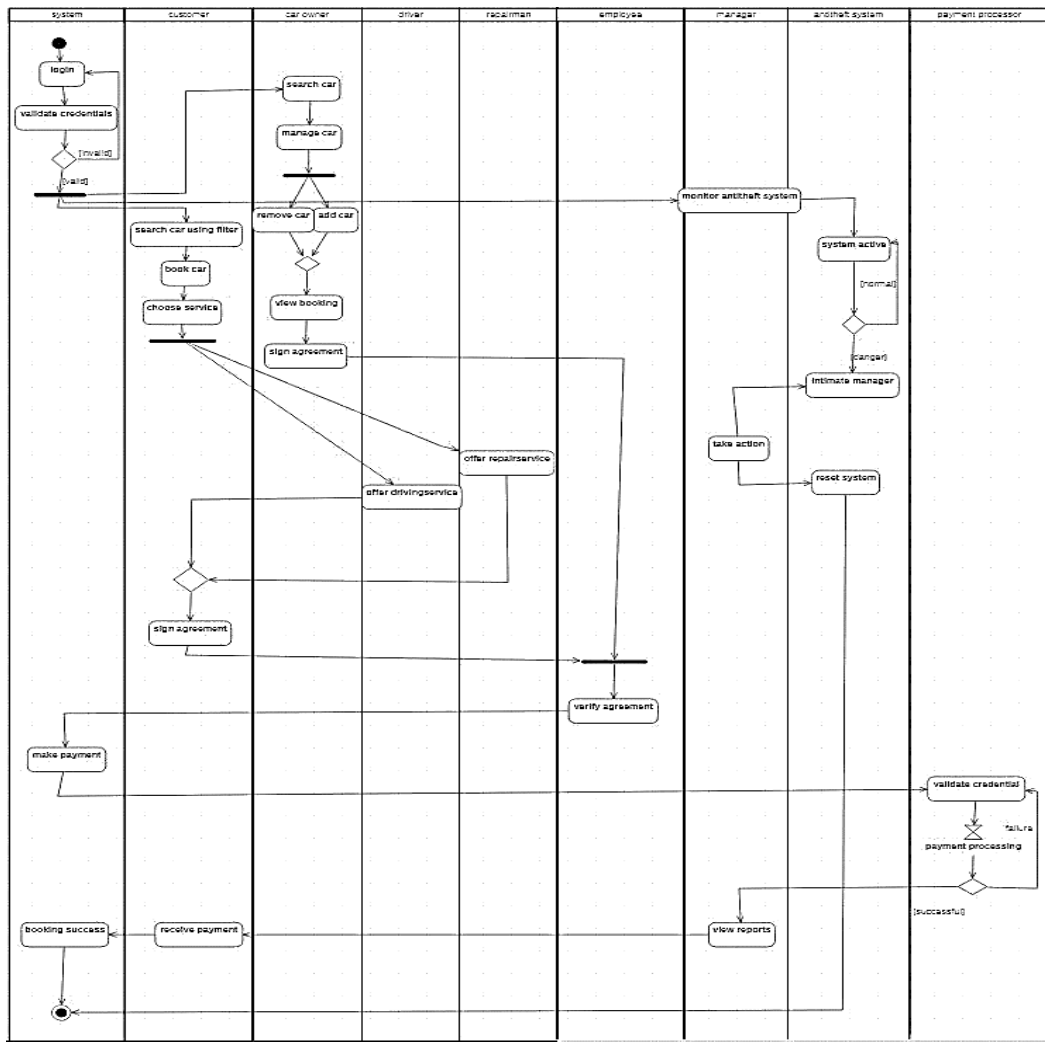 system customer car owner driver repairman employee manager antitheft system payment processor
login
search car
validate credentials
manage car
[invalid]
[valid]
monitor antitheft system
remove car add car
search car using filter
system active
book car
[normal]
view booking
choose service
sign agreement
[danger]
intimate manager
take action
offer repairservice
reset system
offer drivingservice
sign agreement
verify agreement
make payment
validate credential
failure
payment processing
[successful]
booking success receive payment view reports